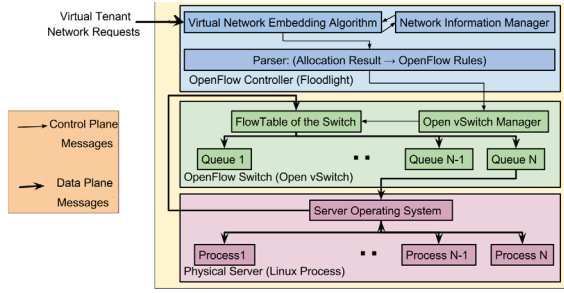 Virtual Tenant
Network Requests
Virtual Network Embedding Algorithm
Network Information Manager
Parser: (Allocation Result → OpenFlow Rules)
OpenFlow Controller (Floodlight)
Control Plane
Messages
Data Plane
Messages
FlowTable of the Switch
Open vSwitch Manager
Queue 1
Queue N-1
Queue N
OpenFlow Switch (Open vSwitch)
Server Operating System
Process1
Process N-1
Process N
Physical Server (Linux Process)